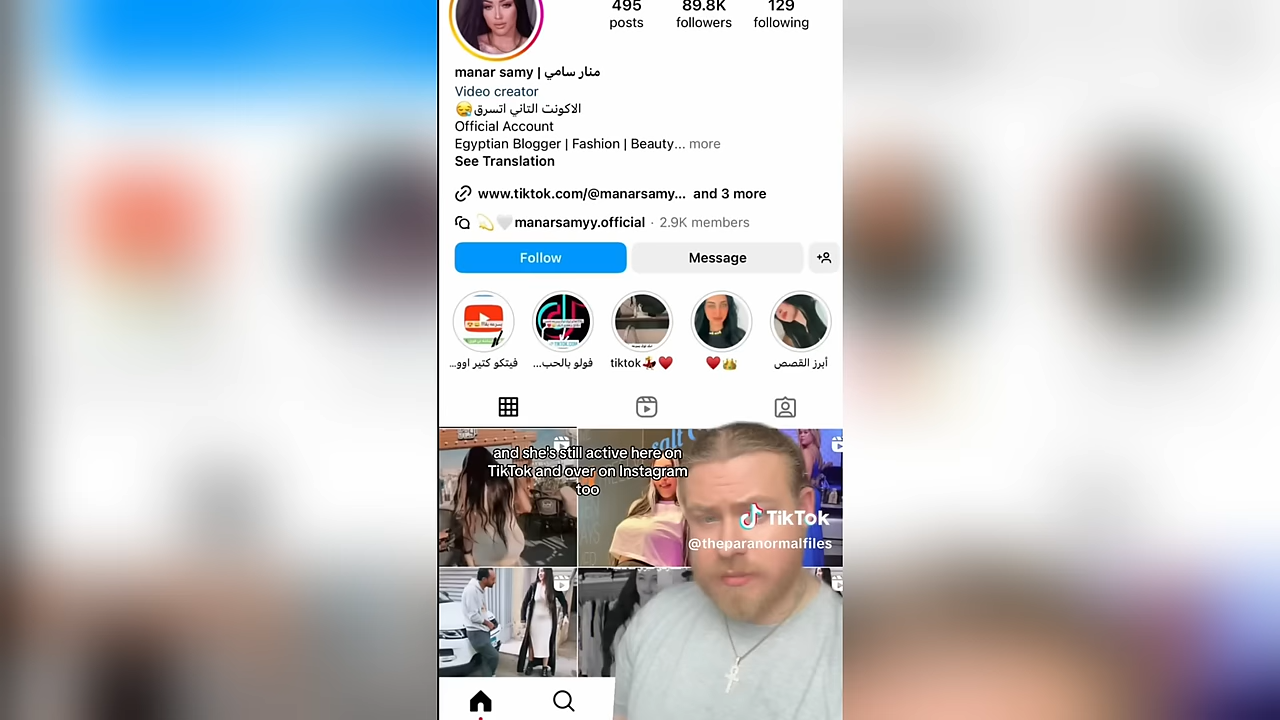 495 89.8K 129
posts followers following
manar samy | منار سامي
Video creator
الاكونت التاني اتسرق😪
Official Account
Egyptian Blogger | Fashion | Beauty... more
See Translation
www.tiktok.com/@manarsamy... and 3 more
💫🤍manarsamyy.official · 2.9K members
Follow Message
فيتكو كتير اوو... فولو بالحب... tiktok💃❤️ ❤️👑 أبرز القصص
and she's still active here on
TikTok and over on Instagram
too
TikTok
@theparanormalfiles